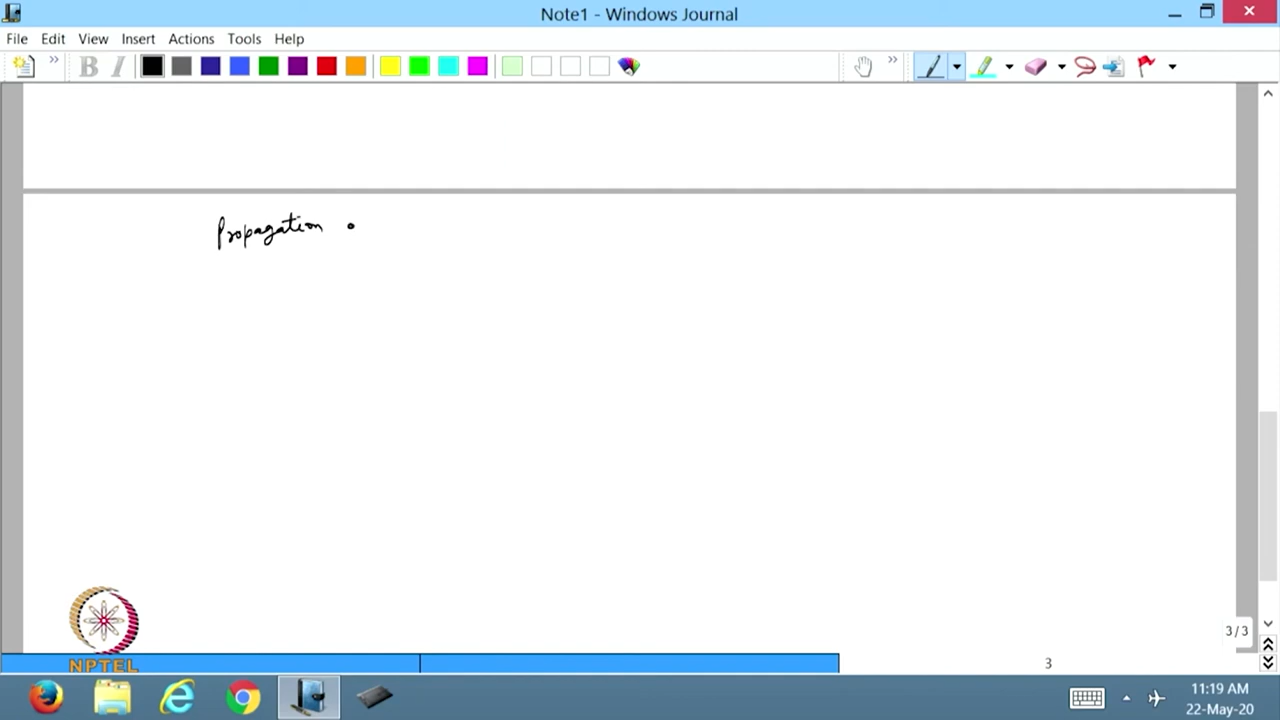 Note1 - Windows Journal
File Edit View Insert Actions Tools Help
B I
Propagation
3 / 3
NPTEL
3
11:19 AM
22-May-20